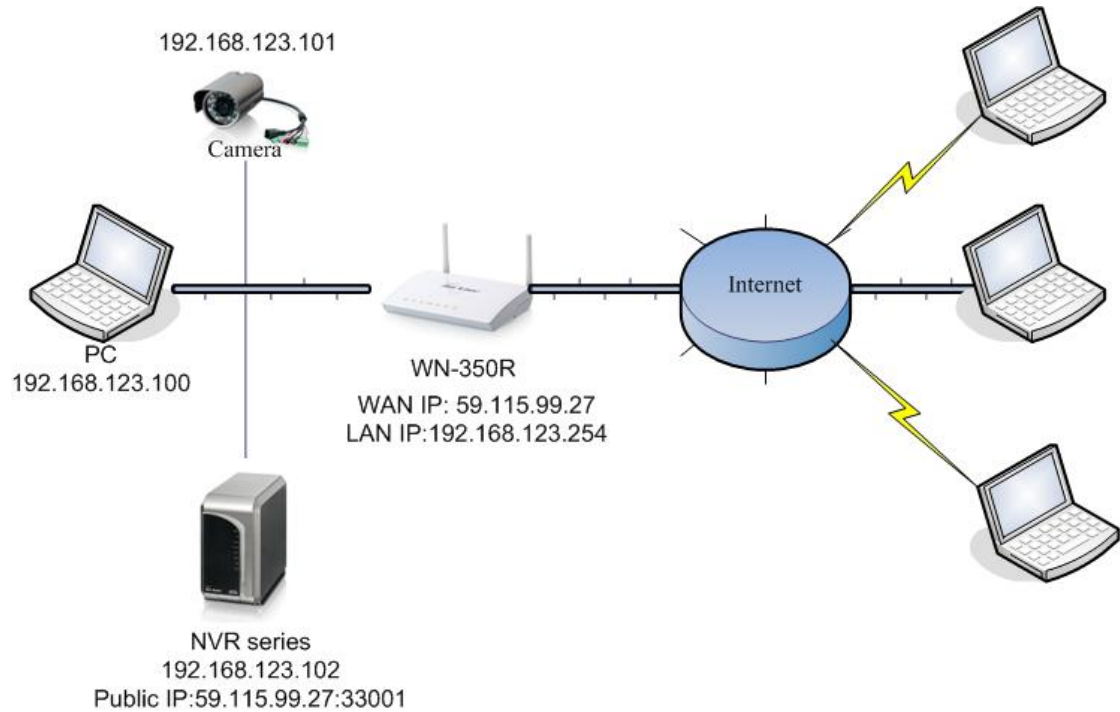 192.168.123.101
Camera
PC
192.168.123.100
Internet
WN-350R
WAN IP: 59.115.99.27
LAN IP:192.168.123.254
NVR series
192.168.123.102
Public IP:59.115.99.27:33001